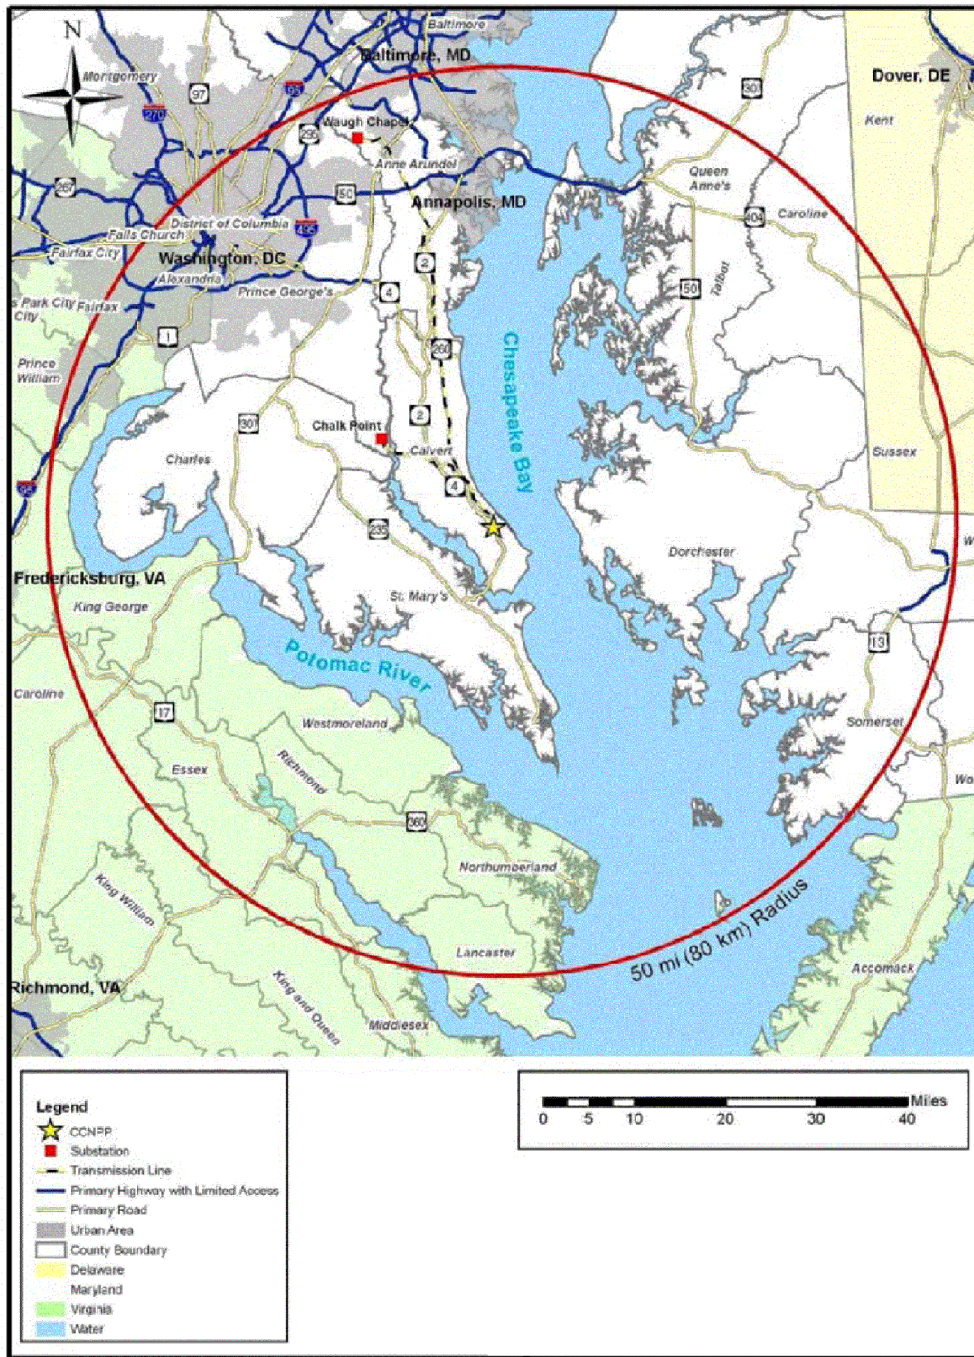 N
Baltimore
Baltimore, MD
Montgomery
97
95
270
295
Waugh Chapel
301
Dover, DE
Kent
Anne Arundel
Queen
Anne's
267
50
Annapolis, MD
404
Caroline
District of Columbia
Falls Church
495
Fairfax City
Washington, DC
Alexandria
Prince George's
2
4
50
Talbot
s Park City
Fairfax
City
1
260
Prince
William
Chesapeake Bay
2
301
Chalk Point
Calvert
Charles
Sussex
4
95
235
Dorchester
W
Fredericksburg, VA
King George
St. Mary's
13
Potomac River
Caroline
17
Westmoreland
Somerset
Essex
Richmond
Wo
360
Northumberland
King William
50 mi (80 km) Radius
Lancaster
Accomack
Richmond, VA
King and Queen
Middlesex
Legend
CCNPP
Substation
Transmission Line
Primary Highway with Limited Access
Primary Road
Urban Area
County Boundary
Delaware
Maryland
Virginia
Water
Miles
0 5 10 20 30 40